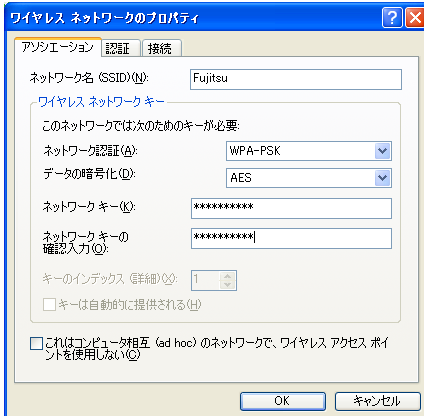 ワイヤレス ネットワークのプロパティ
アソシエーション 認証 接続
ネットワーク名 (SSID)(N): Fujitsu
ワイヤレス ネットワーク キー
このネットワークでは次のためのキーが必要:
ネットワーク認証(A): WPA-PSK
データの暗号化(D): AES
ネットワーク キー(K): **********
ネットワーク キーの
確認入力(O): **********
キーのインデックス (詳細)(X): 1
キーは自動的に提供される(H)
これはコンピュータ相互 (ad hoc) のネットワークで、ワイヤレス アクセス ポイ
ントを使用しない(C)
OK キャンセル